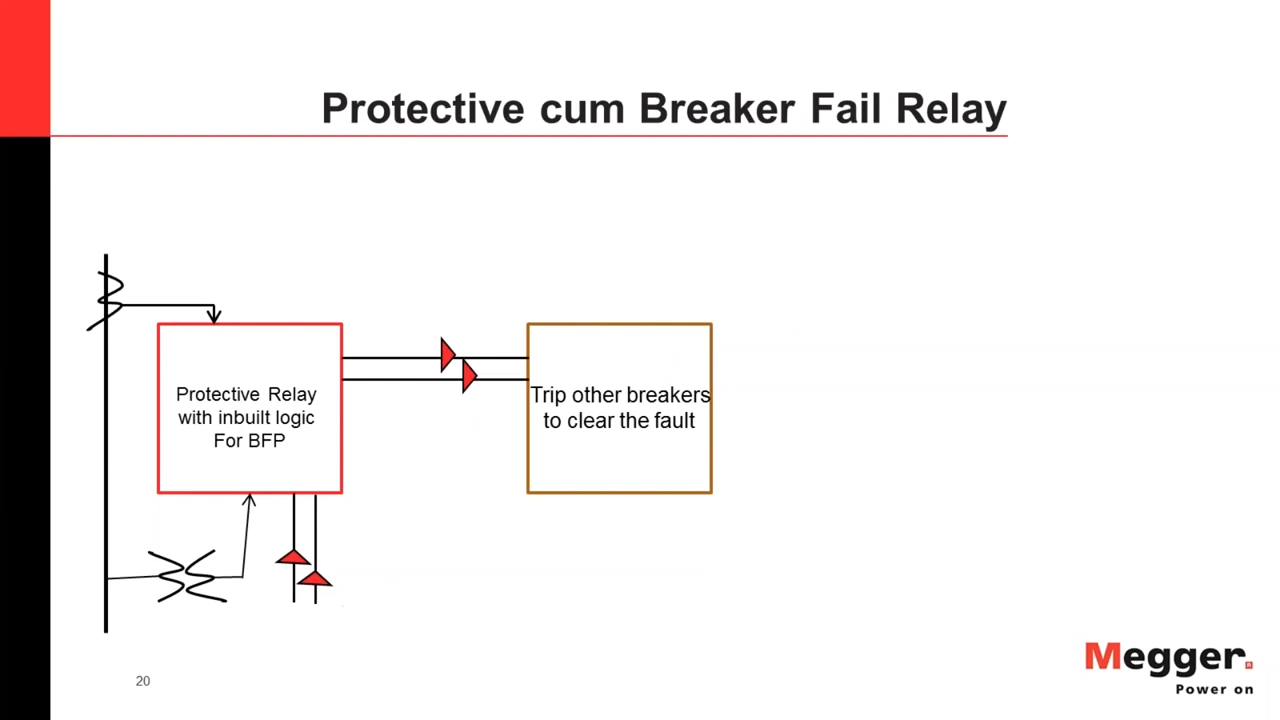 Protective cum Breaker Fail Relay
Protective Relay
with inbuilt logic
For BFP
Trip other breakers
to clear the fault
20
Megger
Power on